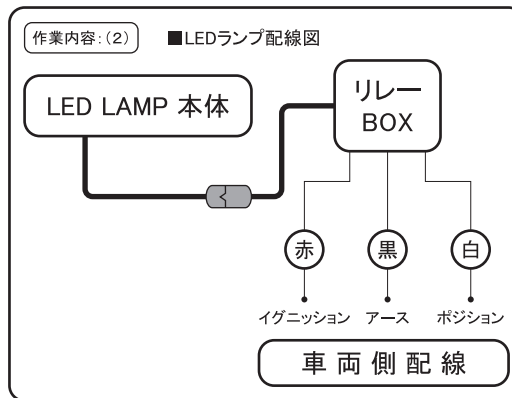 作業内容:(2)
■LEDランプ配線図
LED LAMP 本体
リレー
BOX
赤
黒
白
イグニッション
アース
ポジション
車両側配線